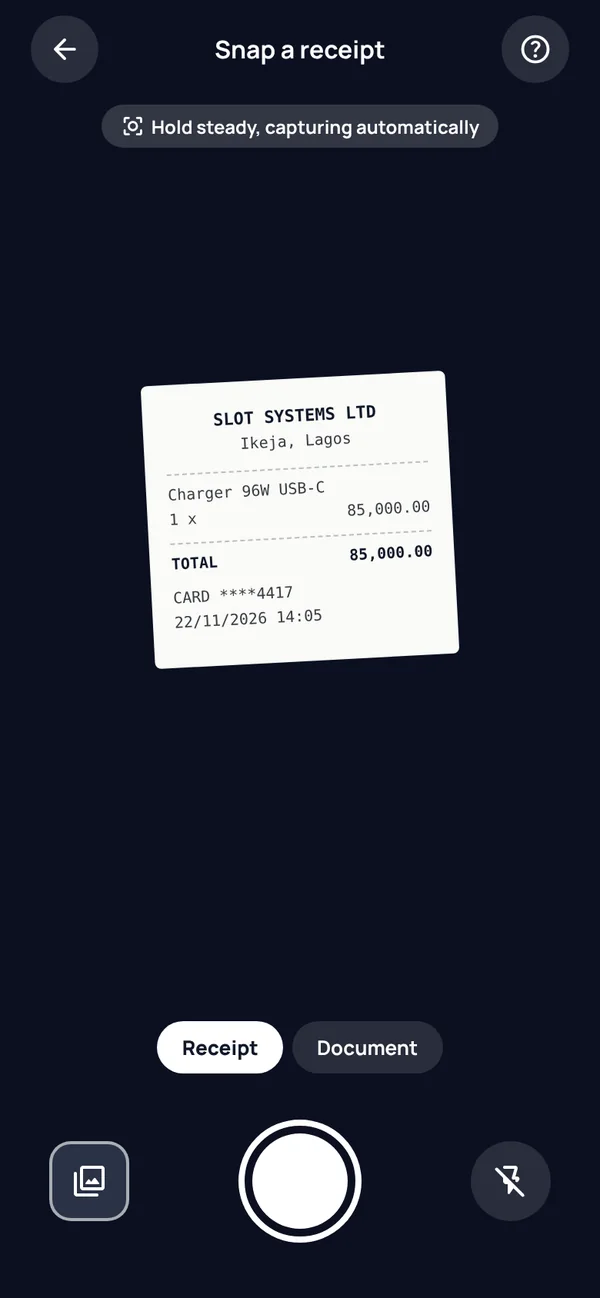 Snap a receipt
Hold steady, capturing automatically
SLOT SYSTEMS LTD
Ikeja, Lagos
Charger 96W USB-C
1 x 85,000.00
TOTAL 85,000.00
CARD ****4417
22/11/2026 14:05
Receipt Document